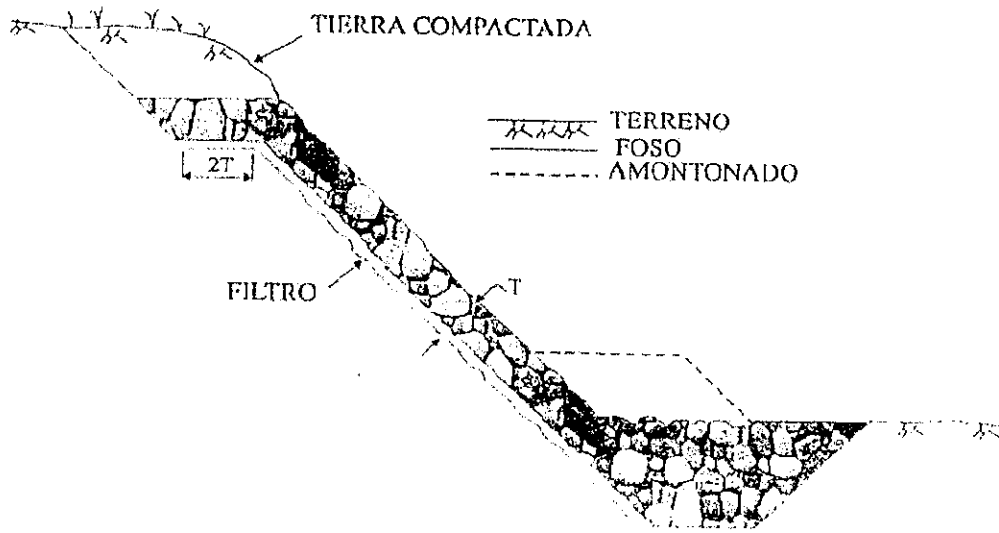 TIERRA COMPACTADA
TERRENO
FOSO
AMONTONADO
2T
FILTRO
T